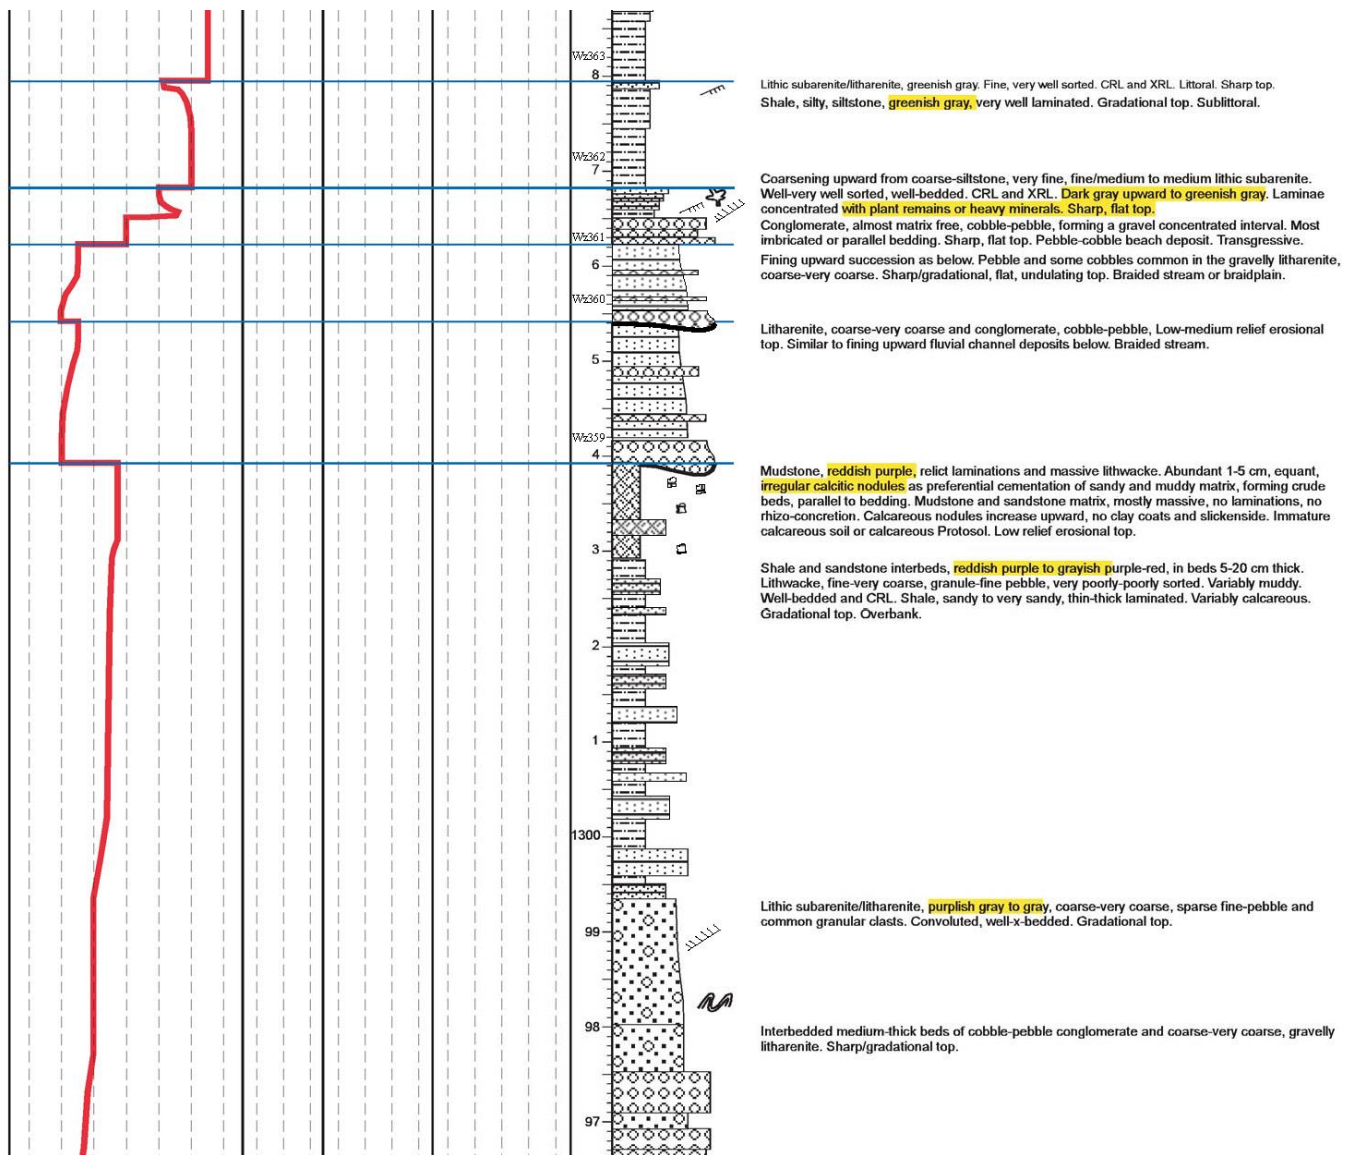 Wz363
8
Lithic subarenite/litharenite, greenish gray. Fine, very well sorted. CRL and XRL. Littoral. Sharp top.
Shale, silty, siltstone, greenish gray, very well laminated. Gradational top. Sublittoral.
Wz362
7
Coarsening upward from coarse-siltstone, very fine, fine/medium to medium lithic subarenite.
Well-very well sorted, well-bedded. CRL and XRL. Dark gray upward to greenish gray. Laminae
concentrated with plant remains or heavy minerals. Sharp, flat top.
Conglomerate, almost matrix free, cobble-pebble, forming a gravel concentrated interval. Most
imbricated or parallel bedding. Sharp, flat top. Pebble-cobble beach deposit. Transgressive.
Wz361
6
Fining upward succession as below. Pebble and some cobbles common in the gravelly litharenite,
coarse-very coarse. Sharp/gradational, flat, undulating top. Braided stream or braidplain.
Wz360
Litharenite, coarse-very coarse and conglomerate, cobble-pebble, Low-medium relief erosional
top. Similar to fining upward fluvial channel deposits below. Braided stream.
5
Wz359
4
Mudstone, reddish purple, relict laminations and massive lithwacke. Abundant 1-5 cm, equant,
irregular calcitic nodules as preferential cementation of sandy and muddy matrix, forming crude
beds, parallel to bedding. Mudstone and sandstone matrix, mostly massive, no laminations, no
rhizo-concretion. Calcareous nodules increase upward, no clay coats and slickenside. Immature
calcareous soil or calcareous Protosol. Low relief erosional top.
3
Shale and sandstone interbeds, reddish purple to grayish purple-red, in beds 5-20 cm thick.
Lithwacke, fine-very coarse, granule-fine pebble, very poorly-poorly sorted. Variably muddy.
Well-bedded and CRL. Shale, sandy to very sandy, thin-thick laminated. Variably calcareous.
Gradational top. Overbank.
2
1
1300
Lithic subarenite/litharenite, purplish gray to gray, coarse-very coarse, sparse fine-pebble and
common granular clasts. Convoluted, well-x-bedded. Gradational top.
99
98
Interbedded medium-thick beds of cobble-pebble conglomerate and coarse-very coarse, gravelly
litharenite. Sharp/gradational top.
97